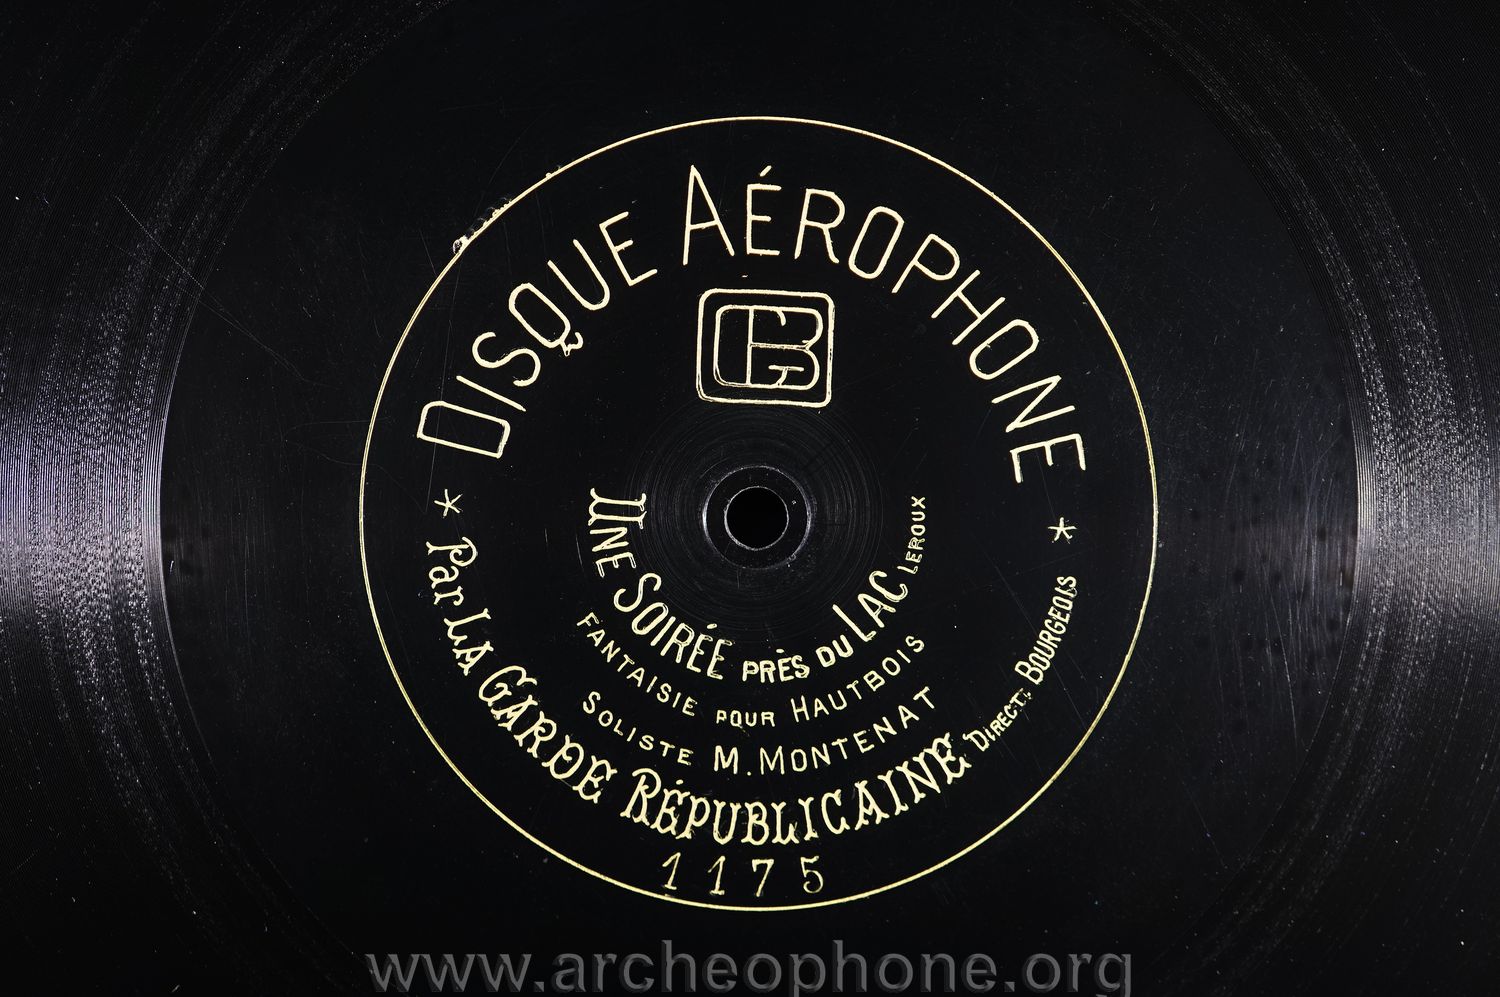 DISQUE AÉROPHONE
CB
UNE SOIRÉE PRÈS DU LAC LEROUX
FANTAISIE POUR HAUTBOIS
SOLISTE M. MONTENAT
* Par LA GARDE RÉPUBLICAINE DIRECT: BOURGEOIS *
1175
www.archeophone.org